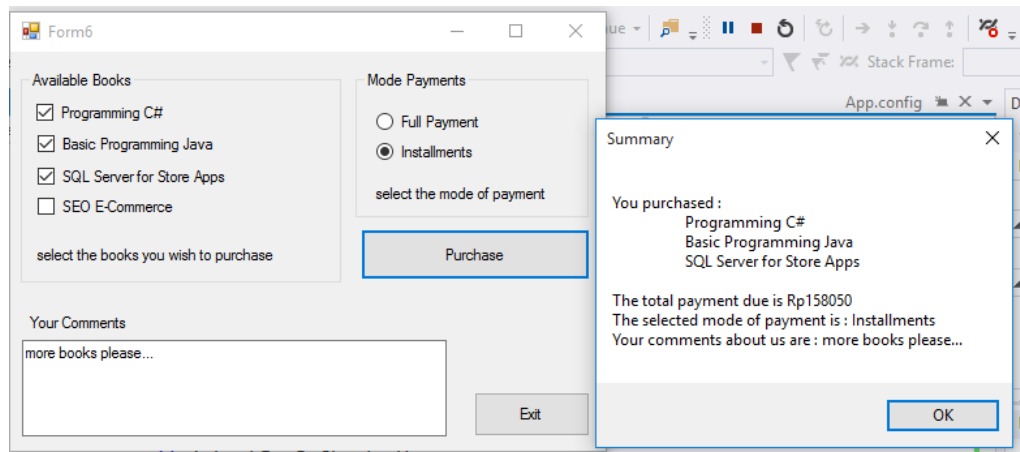 Form6
Available Books
Programming C#
Basic Programming Java
SQL Server for Store Apps
SEO E-Commerce
select the books you wish to purchase
Mode Payments
Full Payment
Installments
select the mode of payment
Purchase
Your Comments
more books please...
Exit
Stack Frame:
App.config
Summary
You purchased :
Programming C#
Basic Programming Java
SQL Server for Store Apps
The total payment due is Rp158050
The selected mode of payment is : Installments
Your comments about us are : more books please...
OK